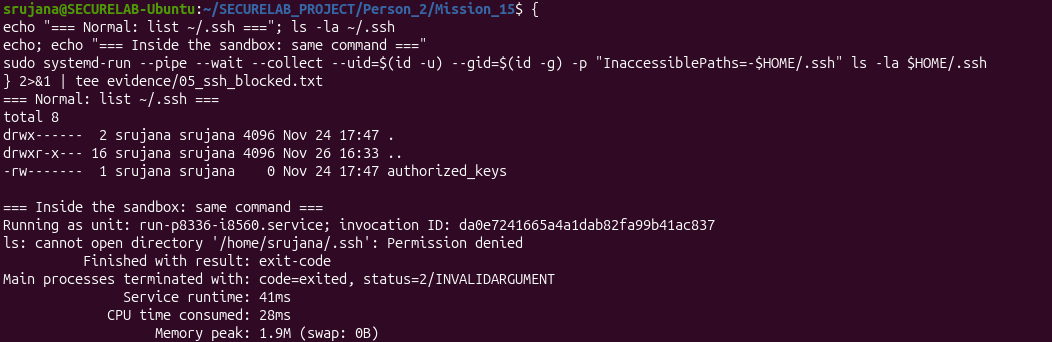 srujana@SECURELAB-Ubuntu:~/SECURELAB_PROJECT/Person_2/Mission_15$ {
echo "=== Normal: list ~/.ssh ==="; ls -la ~/.ssh
echo; echo "=== Inside the sandbox: same command ==="
sudo systemd-run --pipe --wait --collect --uid=$(id -u) --gid=$(id -g) -p "InaccessiblePaths=-$HOME/.ssh" ls -la $HOME/.ssh
} 2>&1 | tee evidence/05_ssh_blocked.txt
=== Normal: list ~/.ssh ===
total 8
drwx------  2 srujana srujana 4096 Nov 24 17:47 .
drwxr-x--- 16 srujana srujana 4096 Nov 26 16:33 ..
-rw-------  1 srujana srujana    0 Nov 24 17:47 authorized_keys

=== Inside the sandbox: same command ===
Running as unit: run-p8336-i8560.service; invocation ID: da0e7241665a4a1dab82fa99b41ac837
ls: cannot open directory '/home/srujana/.ssh': Permission denied
          Finished with result: exit-code
Main processes terminated with: code=exited, status=2/INVALIDARGUMENT
               Service runtime: 41ms
             CPU time consumed: 28ms
                   Memory peak: 1.9M (swap: 0B)